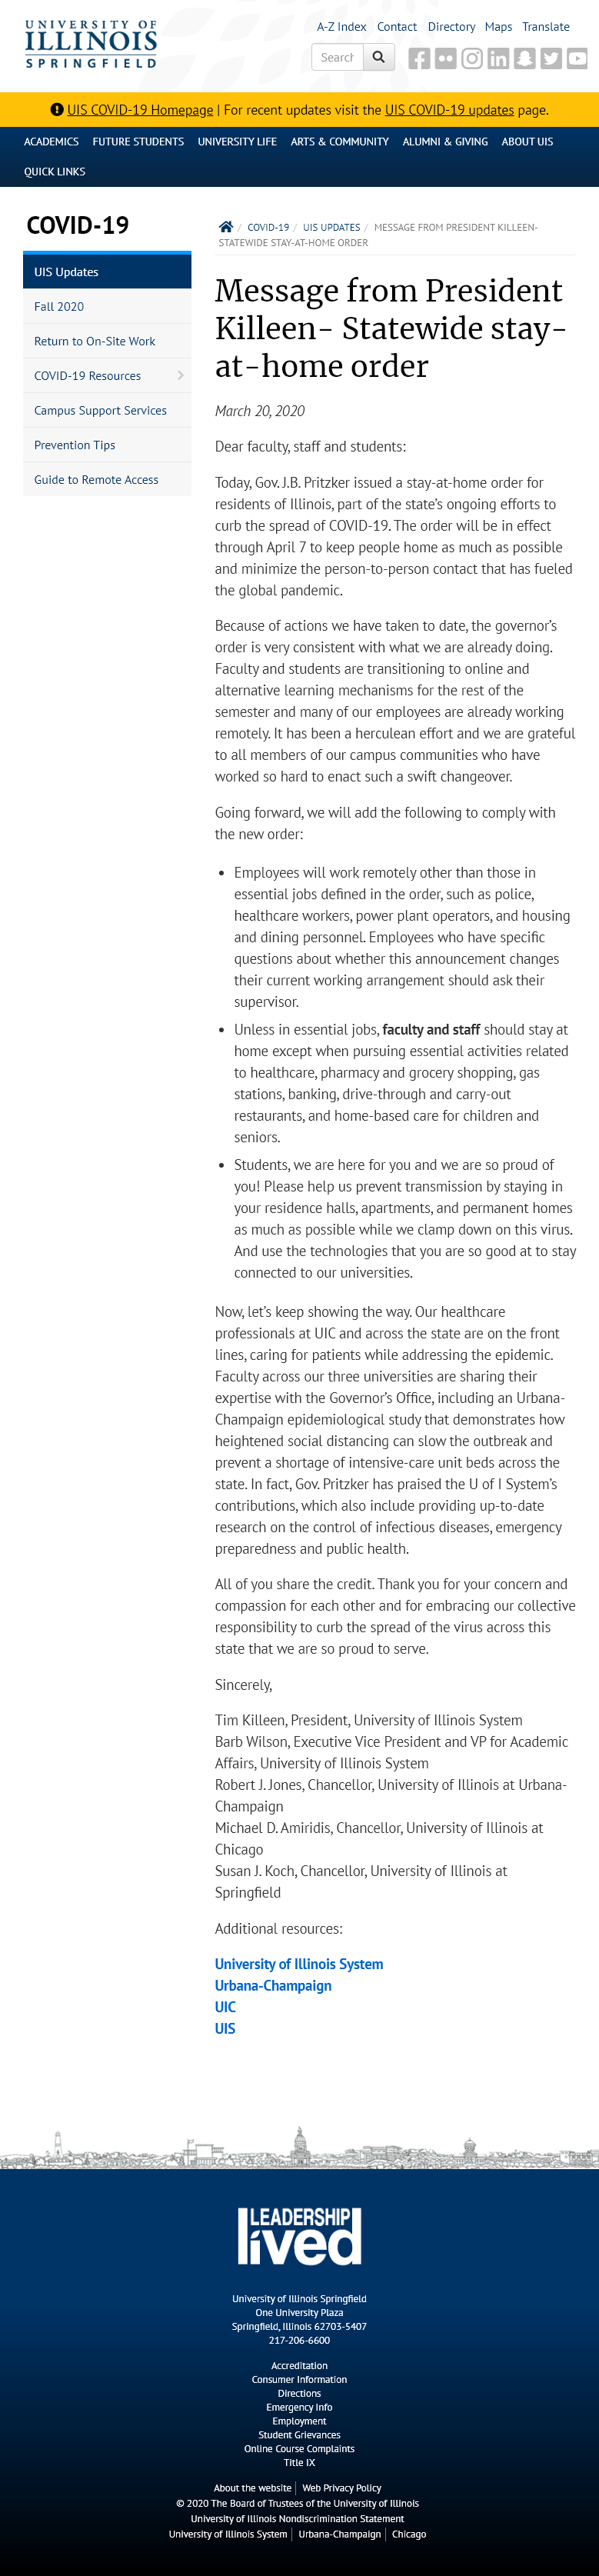 UNIVERSITY OF
ILLINOIS
SPRINGFIELD
A-Z Index Contact Directory Maps Translate
Search
UIS COVID-19 Homepage | For recent updates visit the UIS COVID-19 updates page.
ACADEMICS FUTURE STUDENTS UNIVERSITY LIFE ARTS & COMMUNITY ALUMNI & GIVING ABOUT UIS
QUICK LINKS
COVID-19
UIS Updates
Fall 2020
Return to On-Site Work
COVID-19 Resources
Campus Support Services
Prevention Tips
Guide to Remote Access
/ COVID-19 / UIS UPDATES / MESSAGE FROM PRESIDENT KILLEEN-
STATEWIDE STAY-AT-HOME ORDER
Message from President
Killeen- Statewide stay-
at-home order
March 20, 2020
Dear faculty, staff and students:
Today, Gov. J.B. Pritzker issued a stay-at-home order for
residents of Illinois, part of the state’s ongoing efforts to
curb the spread of COVID-19. The order will be in effect
through April 7 to keep people home as much as possible
and minimize the person-to-person contact that has fueled
the global pandemic.
Because of actions we have taken to date, the governor’s
order is very consistent with what we are already doing.
Faculty and students are transitioning to online and
alternative learning mechanisms for the rest of the
semester and many of our employees are already working
remotely. It has been a herculean effort and we are grateful
to all members of our campus communities who have
worked so hard to enact such a swift changeover.
Going forward, we will add the following to comply with
the new order:
• Employees will work remotely other than those in
essential jobs defined in the order, such as police,
healthcare workers, power plant operators, and housing
and dining personnel. Employees who have specific
questions about whether this announcement changes
their current working arrangement should ask their
supervisor.
• Unless in essential jobs, faculty and staff should stay at
home except when pursuing essential activities related
to healthcare, pharmacy and grocery shopping, gas
stations, banking, drive-through and carry-out
restaurants, and home-based care for children and
seniors.
• Students, we are here for you and we are so proud of
you! Please help us prevent transmission by staying in
your residence halls, apartments, and permanent homes
as much as possible while we clamp down on this virus.
And use the technologies that you are so good at to stay
connected to our universities.
Now, let’s keep showing the way. Our healthcare
professionals at UIC and across the state are on the front
lines, caring for patients while addressing the epidemic.
Faculty across our three universities are sharing their
expertise with the Governor’s Office, including an Urbana-
Champaign epidemiological study that demonstrates how
heightened social distancing can slow the outbreak and
prevent a shortage of intensive-care unit beds across the
state. In fact, Gov. Pritzker has praised the U of I System’s
contributions, which also include providing up-to-date
research on the control of infectious diseases, emergency
preparedness and public health.
All of you share the credit. Thank you for your concern and
compassion for each other and for embracing our collective
responsibility to curb the spread of the virus across this
state that we are so proud to serve.
Sincerely,
Tim Killeen, President, University of Illinois System
Barb Wilson, Executive Vice President and VP for Academic
Affairs, University of Illinois System
Robert J. Jones, Chancellor, University of Illinois at Urbana-
Champaign
Michael D. Amiridis, Chancellor, University of Illinois at
Chicago
Susan J. Koch, Chancellor, University of Illinois at
Springfield
Additional resources:
University of Illinois System
Urbana-Champaign
UIC
UIS
LEADERSHIP
lived
University of Illinois Springfield
One University Plaza
Springfield, Illinois 62703-5407
217-206-6600
Accreditation
Consumer Information
Directions
Emergency Info
Employment
Student Grievances
Online Course Complaints
Title IX
About the website | Web Privacy Policy
© 2020 The Board of Trustees of the University of Illinois
University of Illinois Nondiscrimination Statement
University of Illinois System | Urbana-Champaign | Chicago